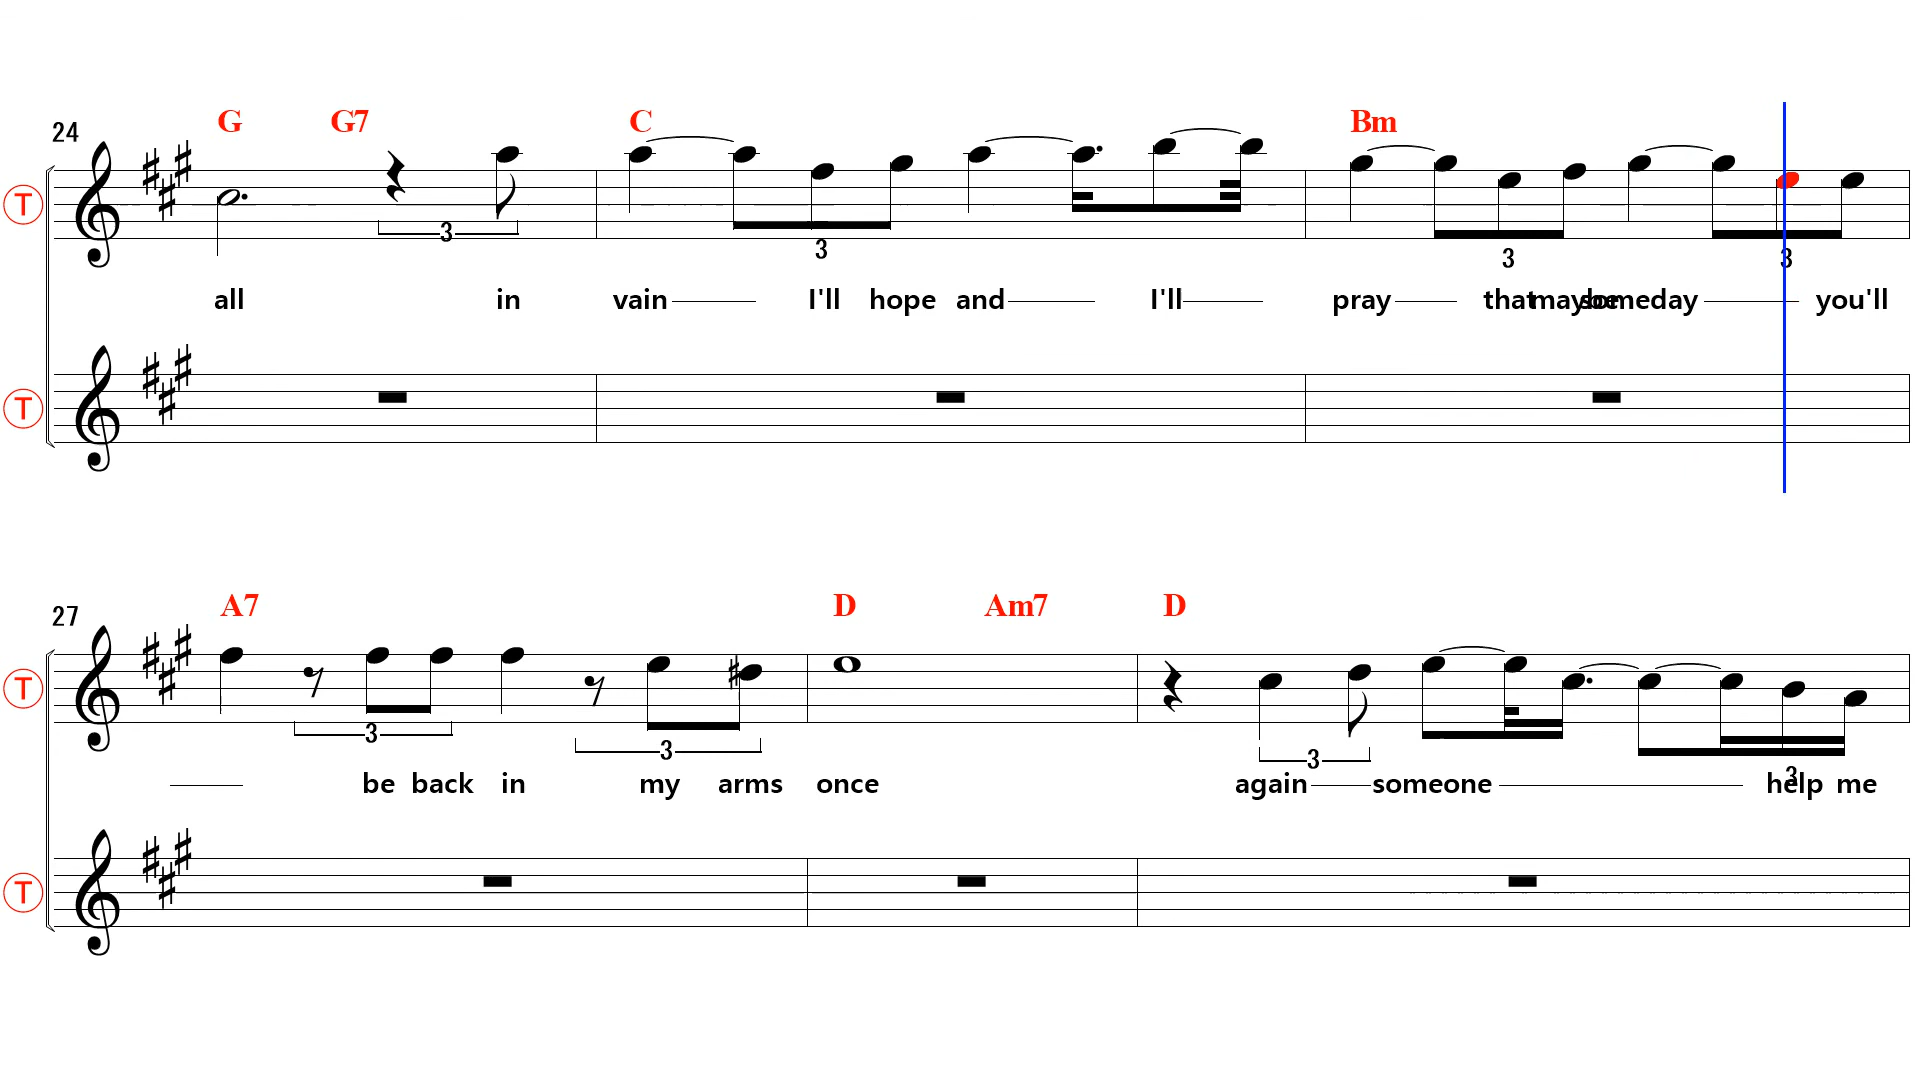 G G7 C Bm
24
T
3 3 3 3
all in vain I'll hope and I'll pray that maybe someday you'll
T
A7 D Am7 D
27
T
3 3 3 3
be back in my arms once again someone help me
T